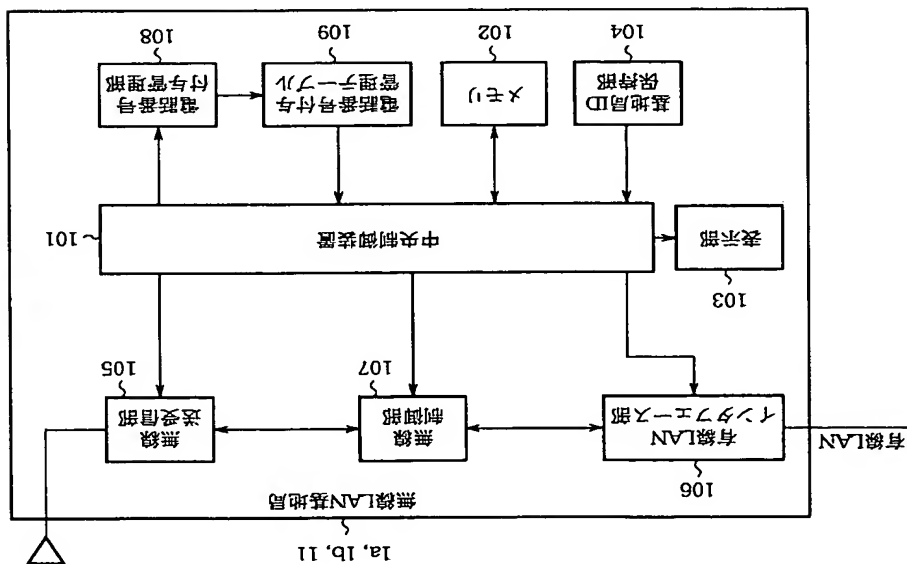 1a, 1b, 11
無線LAN基地局
有線LAN
106
有線LAN
インタフェース部
107
無線
制御部
105
無線
送受信部
103
表示部
中央制御装置
101
基地局ID
保持部
104
メモリ
102
電話番号付与
管理テーブル
109
電話番号
付与管理部
108